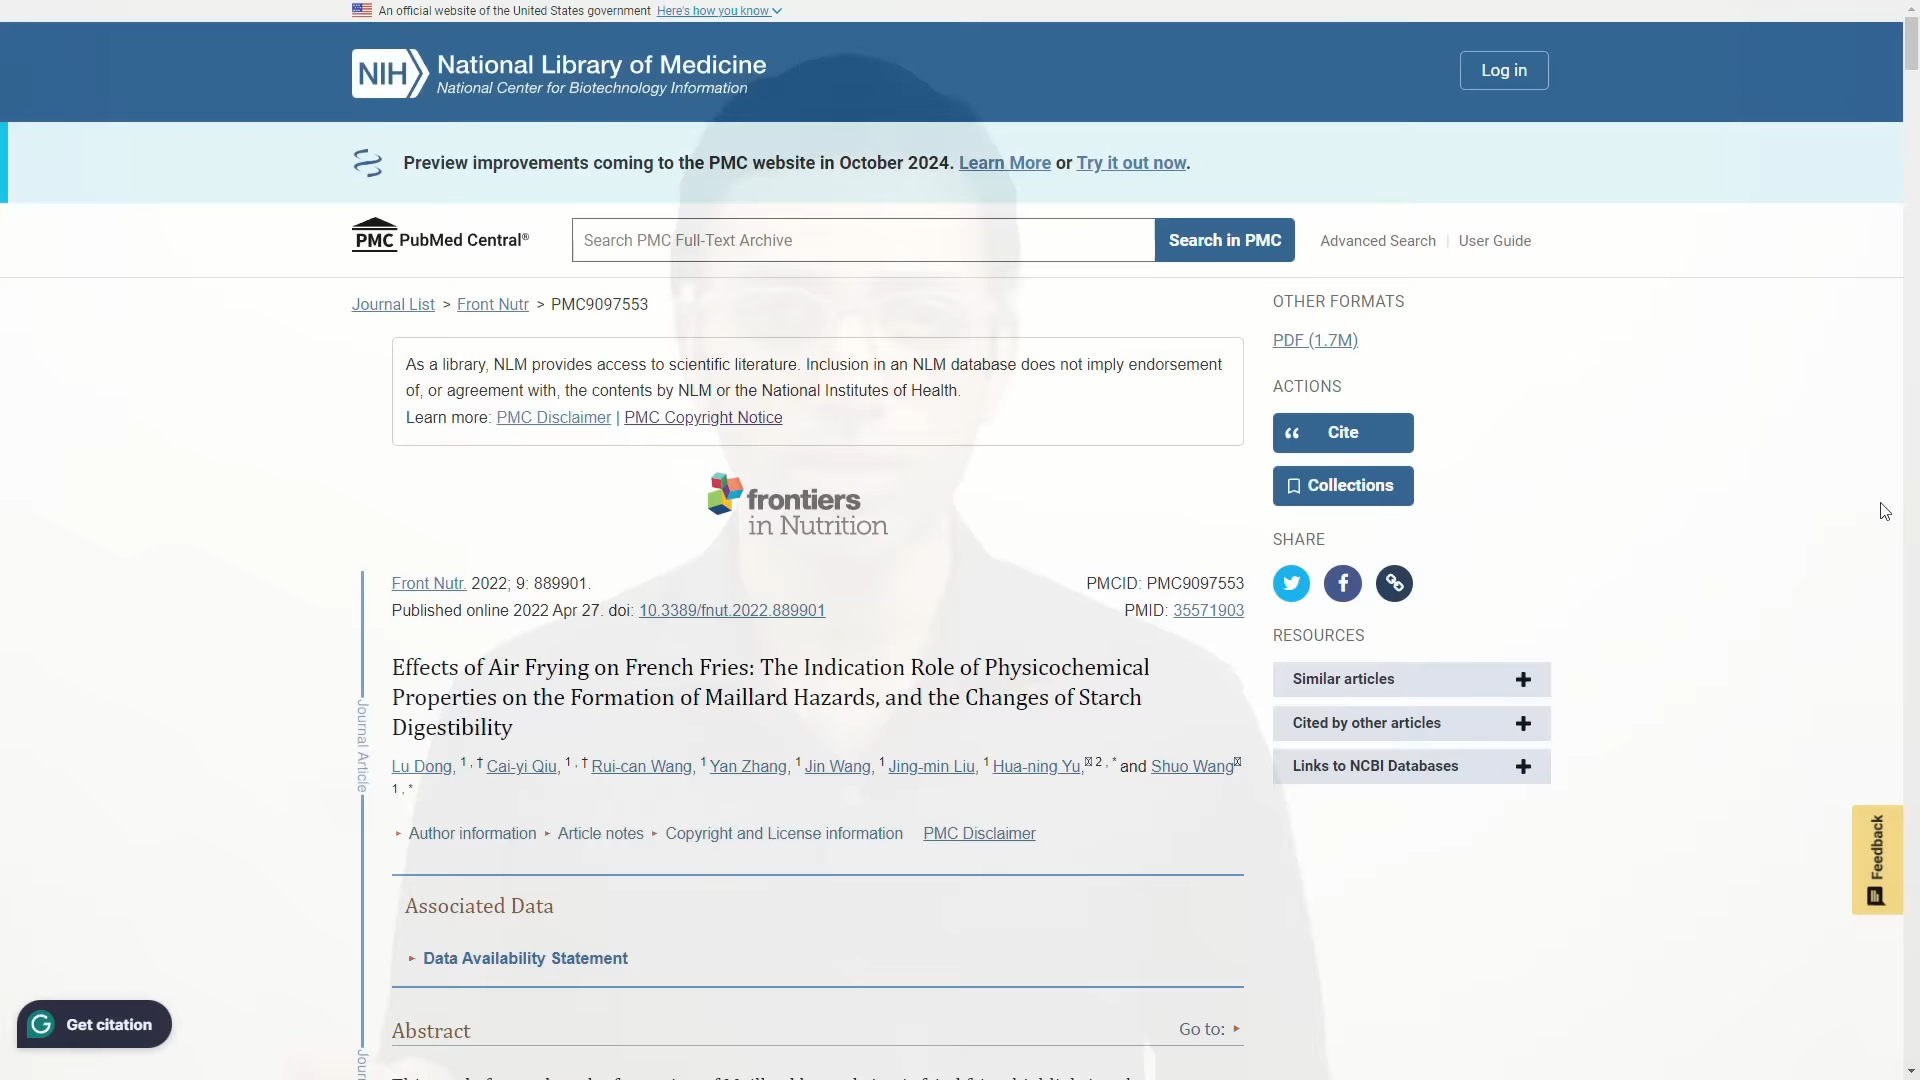 An official website of the United States government Here's how you know
NIH National Library of Medicine
National Center for Biotechnology Information
Log in
Preview improvements coming to the PMC website in October 2024. Learn More or Try it out now.
PMC PubMed Central®
Search PMC Full-Text Archive
Search in PMC
Advanced Search | User Guide
Journal List > Front Nutr > PMC9097553
As a library, NLM provides access to scientific literature. Inclusion in an NLM database does not imply endorsement
of, or agreement with, the contents by NLM or the National Institutes of Health.
Learn more: PMC Disclaimer | PMC Copyright Notice
frontiers
in Nutrition
Front Nutr. 2022; 9: 889901.
PMCID: PMC9097553
Published online 2022 Apr 27. doi: 10.3389/fnut.2022.889901
PMID: 35571903
Effects of Air Frying on French Fries: The Indication Role of Physicochemical
Properties on the Formation of Maillard Hazards, and the Changes of Starch
Digestibility
Lu Dong, 1 , † Cai-yi Qiu, 1 , † Rui-can Wang, 1 Yan Zhang, 1 Jin Wang, 1 Jing-min Liu, 1 Hua-ning Yu, 2 , * and Shuo Wang
1 , *
Author information Article notes Copyright and License information PMC Disclaimer
Associated Data
Data Availability Statement
Abstract
Go to:
Journal Article
OTHER FORMATS
PDF (1.7M)
ACTIONS
Cite
Collections
SHARE
RESOURCES
Similar articles
Cited by other articles
Links to NCBI Databases
Feedback
Get citation